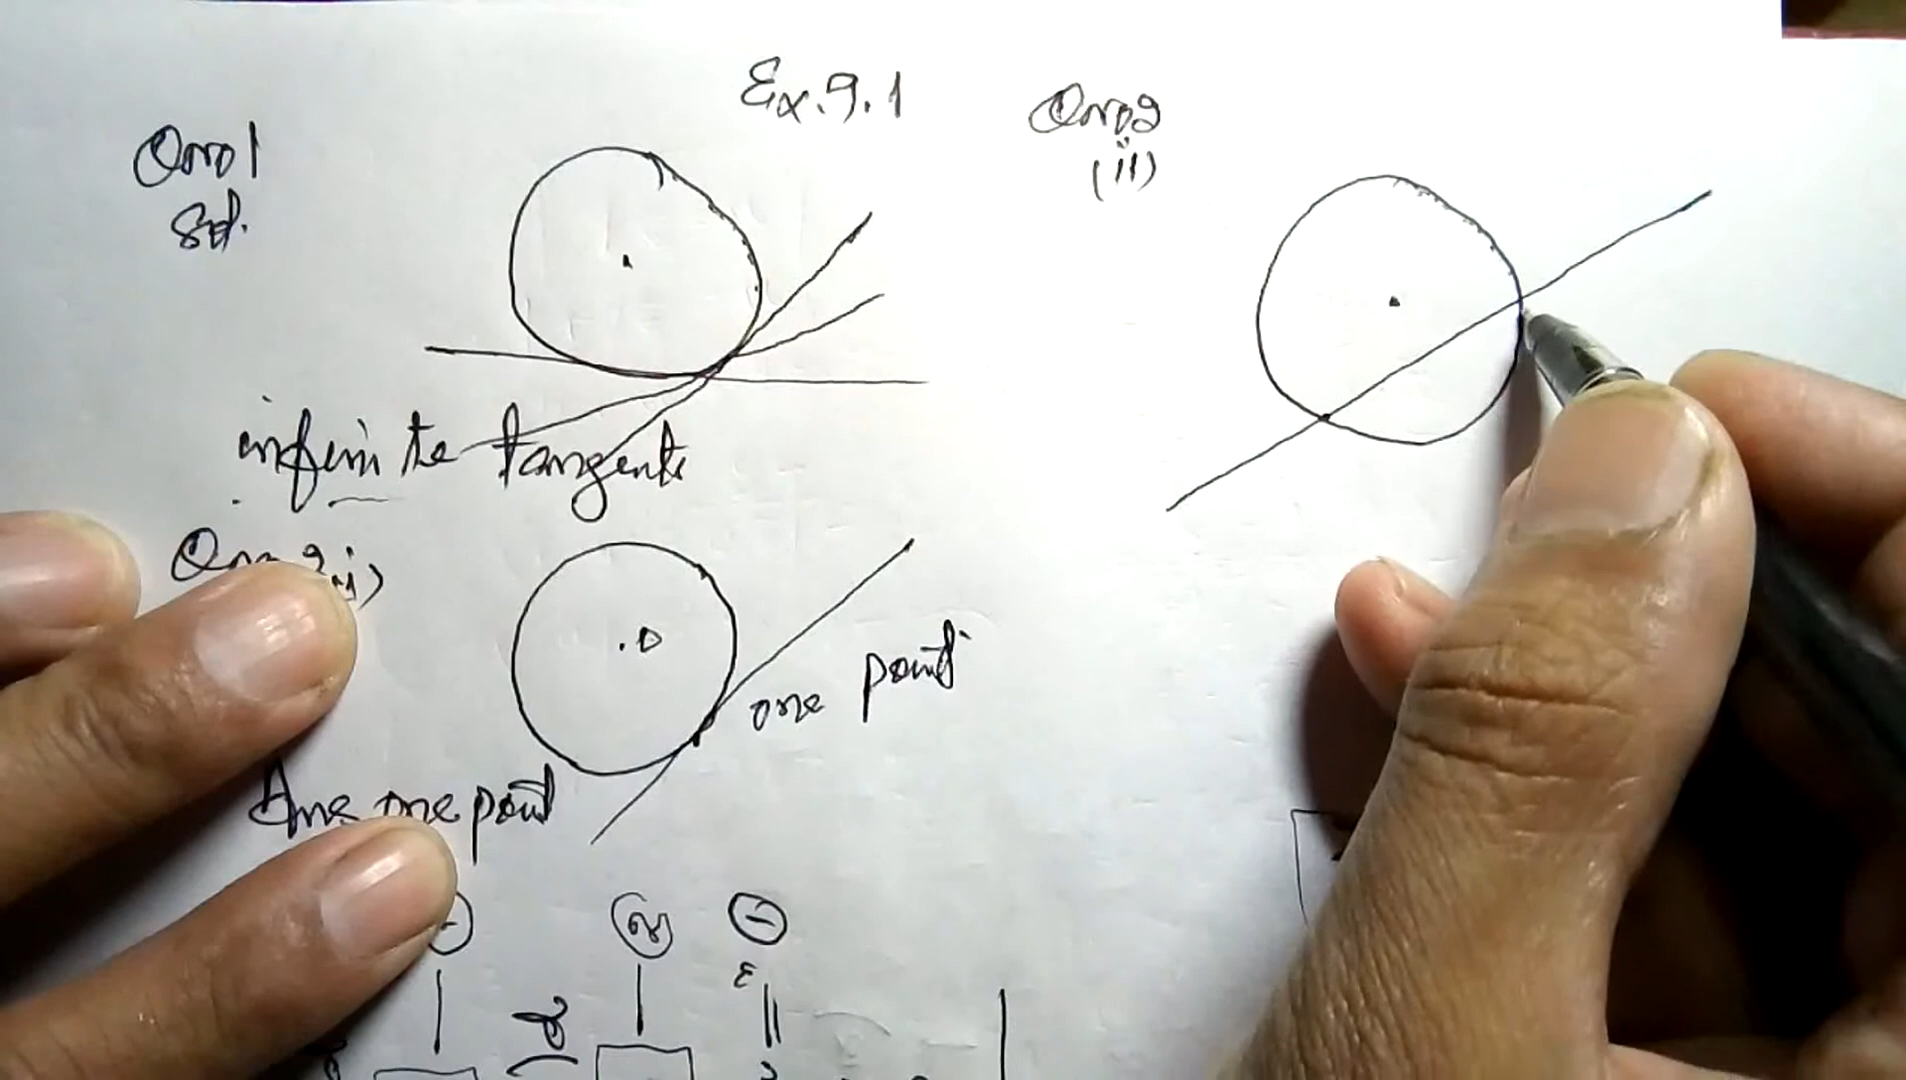 Ex.9.1
Qno1
Sol.
infinite tangents
Qno2
(ii)
.O
one point
Ans one point